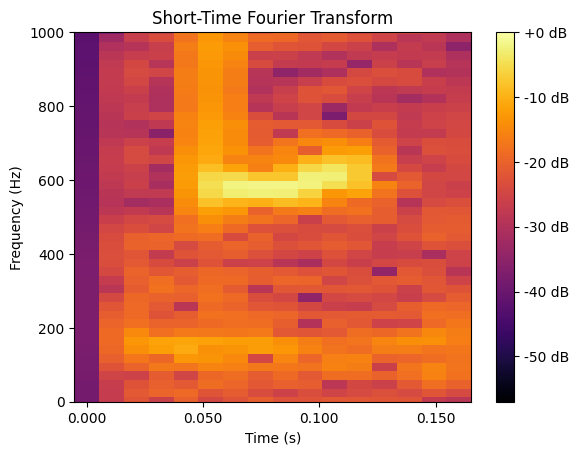 Short-Time Fourier Transform
Frequency (Hz)
1000
800
600
400
200
0
0.000 0.050 0.100 0.150
Time (s)
+0 dB
-10 dB
-20 dB
-30 dB
-40 dB
-50 dB